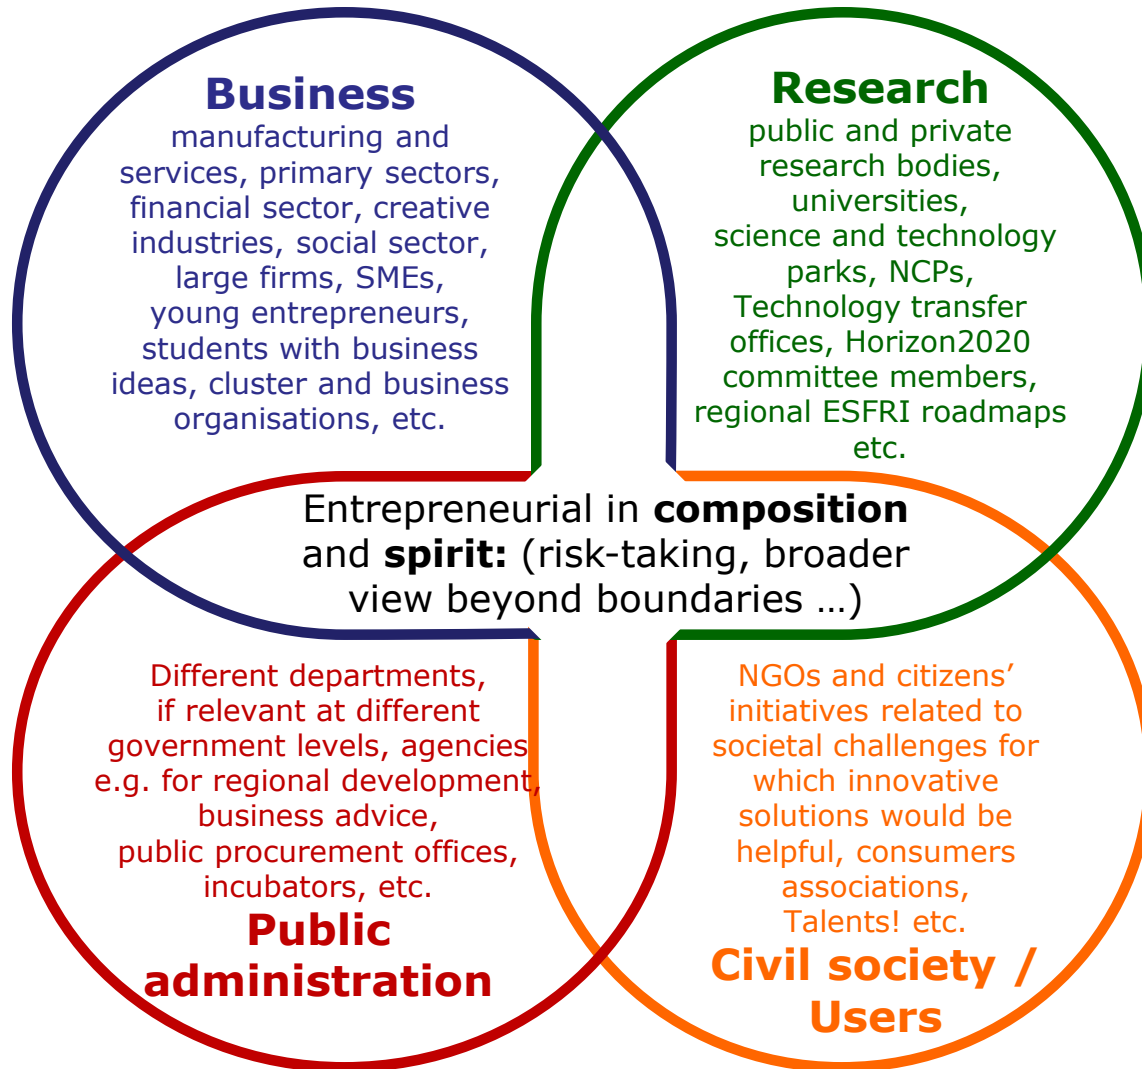 Business
manufacturing and
services, primary sectors,
financial sector, creative
industries, social sector,
large firms, SMEs,
young entrepreneurs,
students with business
ideas, cluster and business
organisations, etc.
Research
public and private
research bodies,
universities,
science and technology
parks, NCPs,
Technology transfer
offices, Horizon2020
committee members,
regional ESFRI roadmaps
etc.
Entrepreneurial in composition
and spirit: (risk-taking, broader
view beyond boundaries …)
Different departments,
if relevant at different
government levels, agencies
e.g. for regional development,
business advice,
public procurement offices,
incubators, etc.
Public
administration
NGOs and citizens’
initiatives related to
societal challenges for
which innovative
solutions would be
helpful, consumers
associations,
Talents! etc.
Civil society /
Users